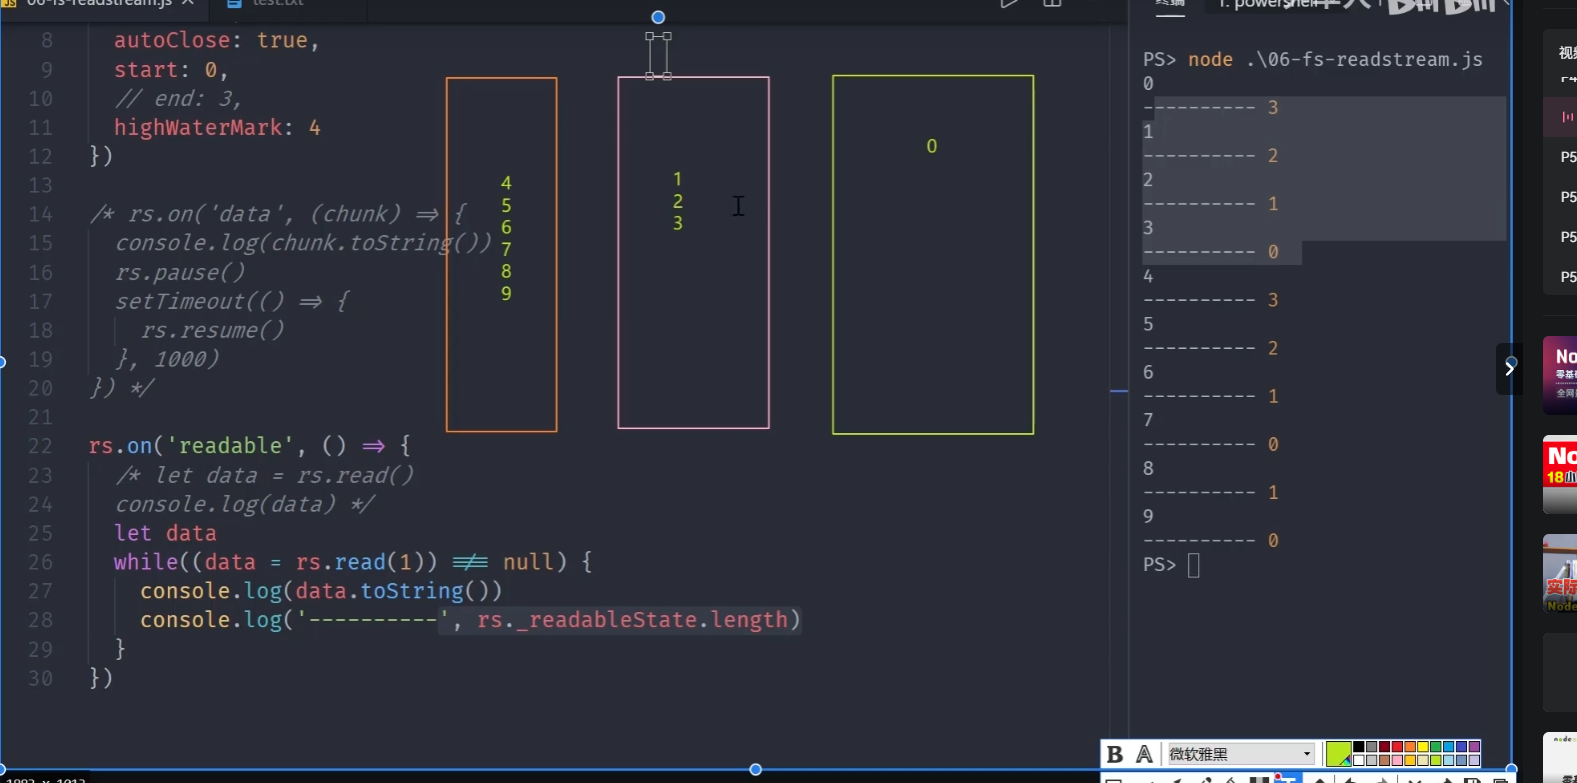 06-fs-readstream.js
test.txt
8 autoClose: true,
9 start: 0,
10 // end: 3,
11 highWaterMark: 4
12 })
13
14 /* rs.on('data', (chunk) => {
15 console.log(chunk.toString())
16 rs.pause()
17 setTimeout(() => {
18 rs.resume()
19 }, 1000)
20 }) */
21
22 rs.on('readable', () => {
23 /* let data = rs.read()
24 console.log(data) */
25 let data
26 while((data = rs.read(1)) !== null) {
27 console.log(data.toString())
28 console.log('----------', rs._readableState.length)
29 }
30 })
4
5
6
7
8
9
1
2
3
0
终端
1: powershell
PS> node .\06-fs-readstream.js
0
---------- 3
1
---------- 2
2
---------- 1
3
---------- 0
4
---------- 3
5
---------- 2
6
---------- 1
7
---------- 0
8
---------- 1
9
---------- 0
PS>
P5
P5
P5
P5
No
No
实际
Node
B A 微软雅黑